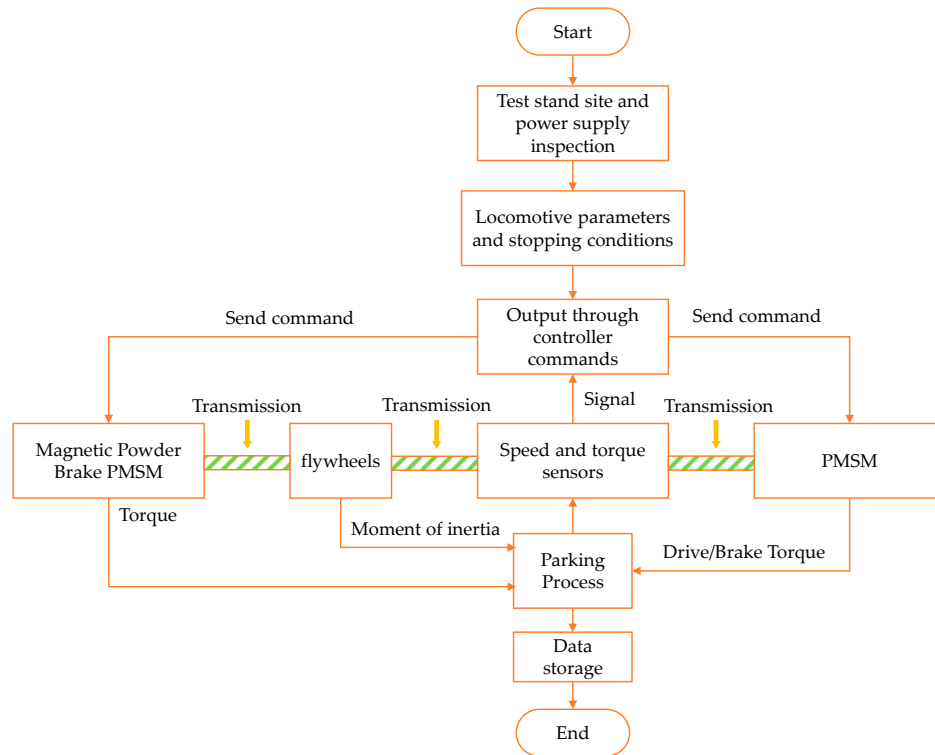 Start
Test stand site and
power supply
inspection
Locomotive parameters
and stopping conditions
Send command
Output through
controller
commands
Send command
Transmission
Transmission
Signal
Transmission
Magnetic Powder
Brake PMSM
flywheels
Speed and torque
sensors
PMSM
Torque
Moment of inertia
Parking
Process
Drive/Brake Torque
Data
storage
End